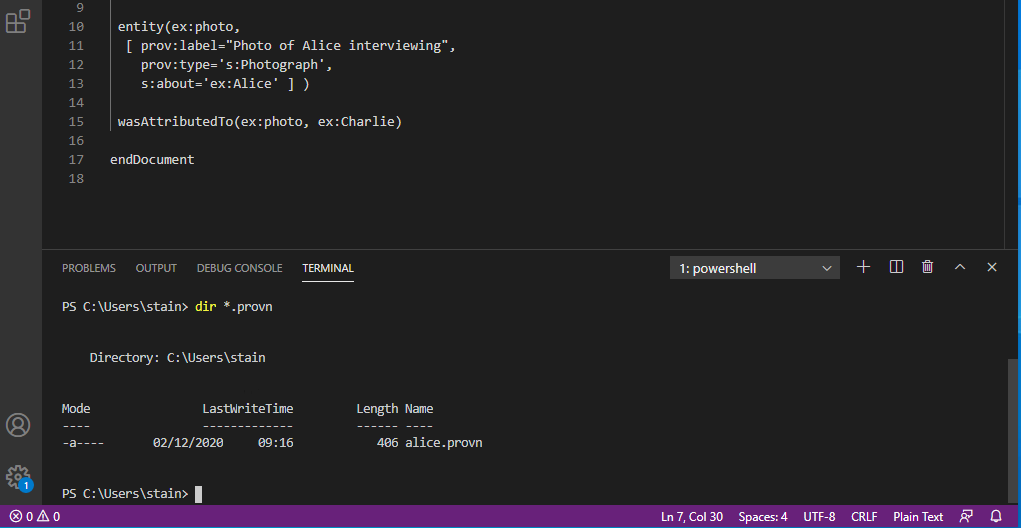 9
10 entity(ex:photo,
11 [ prov:label="Photo of Alice interviewing",
12 prov:type='s:Photograph',
13 s:about='ex:Alice' ] )
14
15 wasAttributedTo(ex:photo, ex:Charlie)
16
17 endDocument
18
PROBLEMS OUTPUT DEBUG CONSOLE TERMINAL 1: powershell
PS C:\Users\stain> dir *.provn
Directory: C:\Users\stain
Mode LastWriteTime Length Name
---- ------------- ------ ----
-a---- 02/12/2020 09:16 406 alice.provn
PS C:\Users\stain>
1
0 0 Ln 7, Col 30 Spaces: 4 UTF-8 CRLF Plain Text